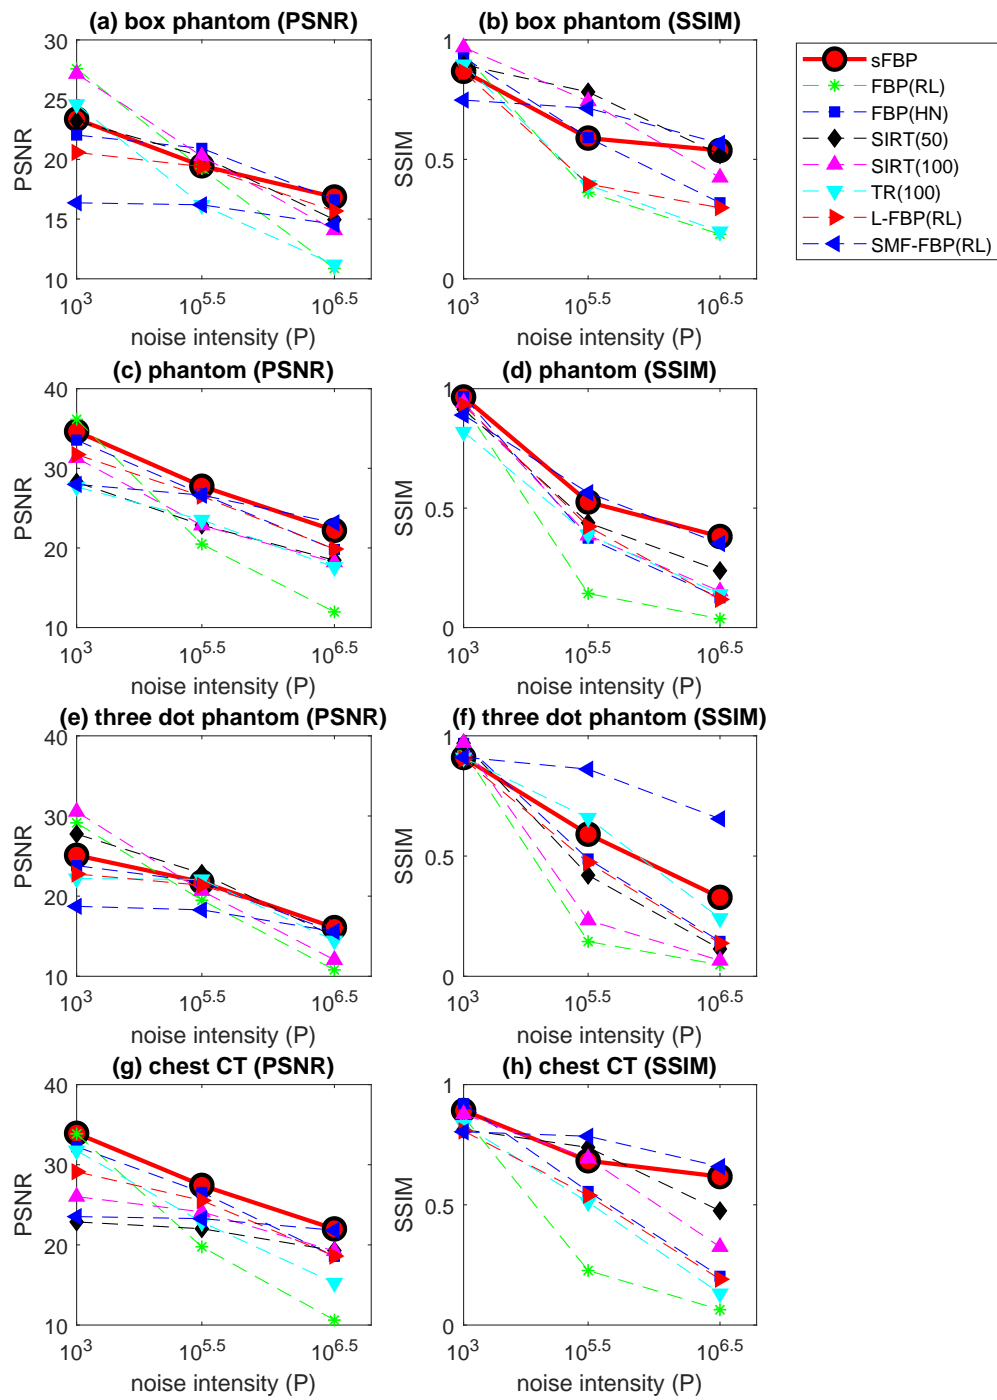 (a) box phantom (PSNR)
30
25
20
15
10
PSNR
10^3
10^5.5
10^6.5
noise intensity (P)
(b) box phantom (SSIM)
1
0.5
0
SSIM
10^3
10^5.5
10^6.5
noise intensity (P)
sFBP
FBP(RL)
FBP(HN)
SIRT(50)
SIRT(100)
TR(100)
L-FBP(RL)
SMF-FBP(RL)
(c) phantom (PSNR)
40
30
20
10
PSNR
10^3
10^5.5
10^6.5
noise intensity (P)
(d) phantom (SSIM)
1
0.5
0
SSIM
10^3
10^5.5
10^6.5
noise intensity (P)
(e) three dot phantom (PSNR)
40
30
20
10
PSNR
10^3
10^5.5
10^6.5
noise intensity (P)
(f) three dot phantom (SSIM)
1
0.5
0
SSIM
10^3
10^5.5
10^6.5
noise intensity (P)
(g) chest CT (PSNR)
40
30
20
10
PSNR
10^3
10^5.5
10^6.5
noise intensity (P)
(h) chest CT (SSIM)
1
0.5
0
SSIM
10^3
10^5.5
10^6.5
noise intensity (P)